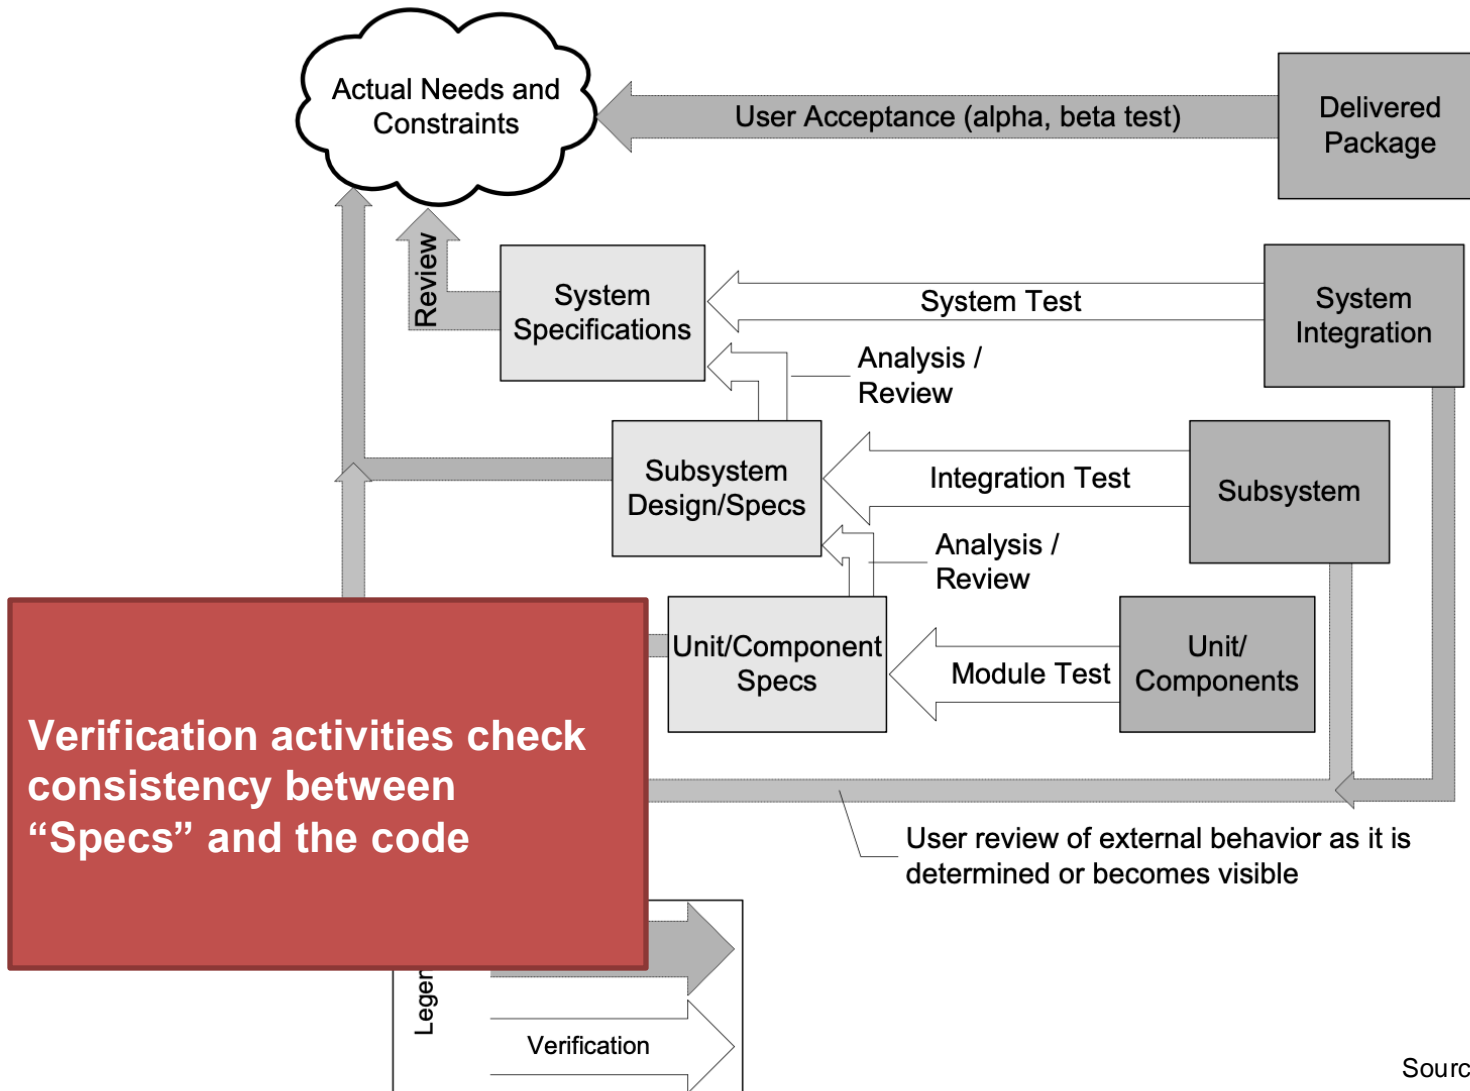 Actual Needs and
Constraints
User Acceptance (alpha, beta test)
Delivered
Package
Review
System
Specifications
System Test
System
Integration
Analysis /
Review
Subsystem
Design/Specs
Integration Test
Subsystem
Analysis /
Review
Unit/Component
Specs
Module Test
Unit/
Components
Verification activities check
consistency between
“Specs” and the code
User review of external behavior as it is
determined or becomes visible
Verification